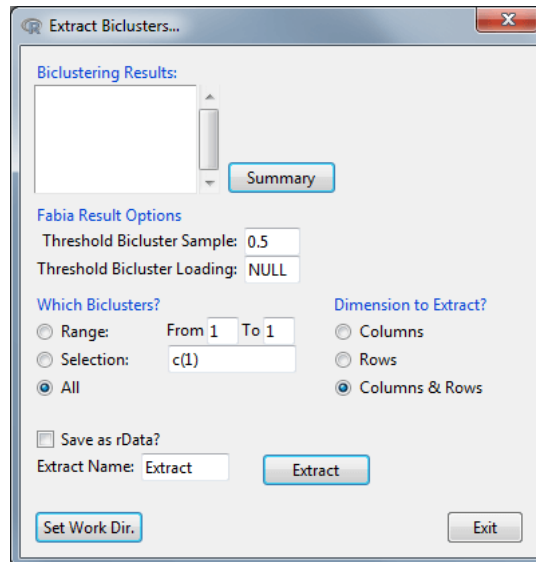 Extract Biclusters...
Biclustering Results:
Summary
Fabia Result Options
Threshold Bicluster Sample: 0.5
Threshold Bicluster Loading: NULL
Which Biclusters? Dimension to Extract?
Range: From 1 To 1 Columns
Selection: c(1) Rows
All Columns & Rows
Save as rData?
Extract Name: Extract Extract
Set Work Dir. Exit